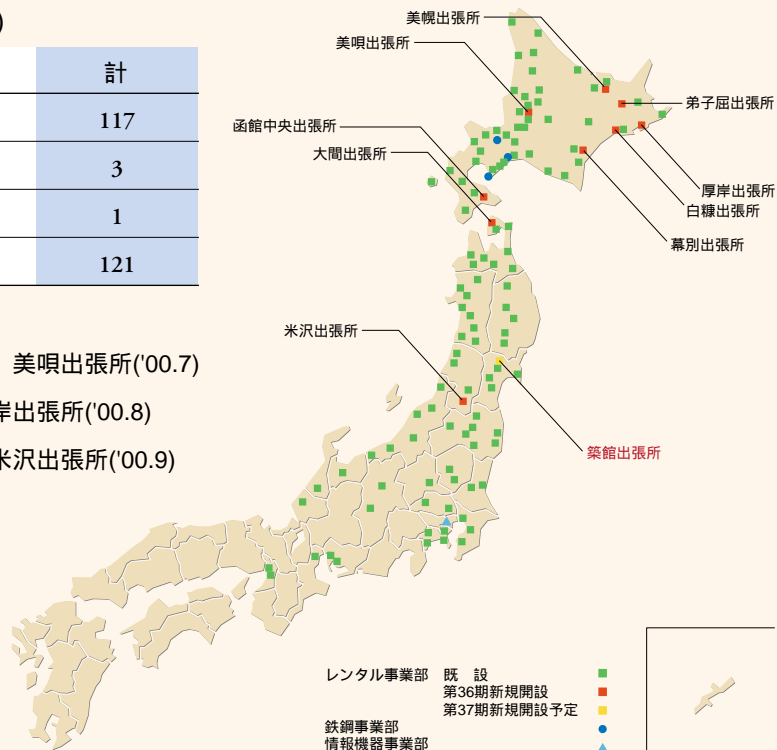 )
計
117
3
1
121
美唄出張所('00.7)
岸出張所('00.8)
米沢出張所('00.9)
美幌出張所
美唄出張所
弟子屈出張所
函館中央出張所
大間出張所
厚岸出張所
白糠出張所
幕別出張所
米沢出張所
築館出張所
レンタル事業部 既 設
第36期新規開設
第37期新規開設予定
鉄鋼事業部
情報機器事業部